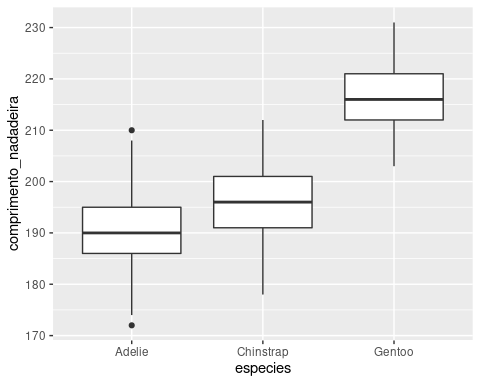 comprimento_nadadeira
230
220
210
200
190
180
170
Adelie Chinstrap Gentoo
especies